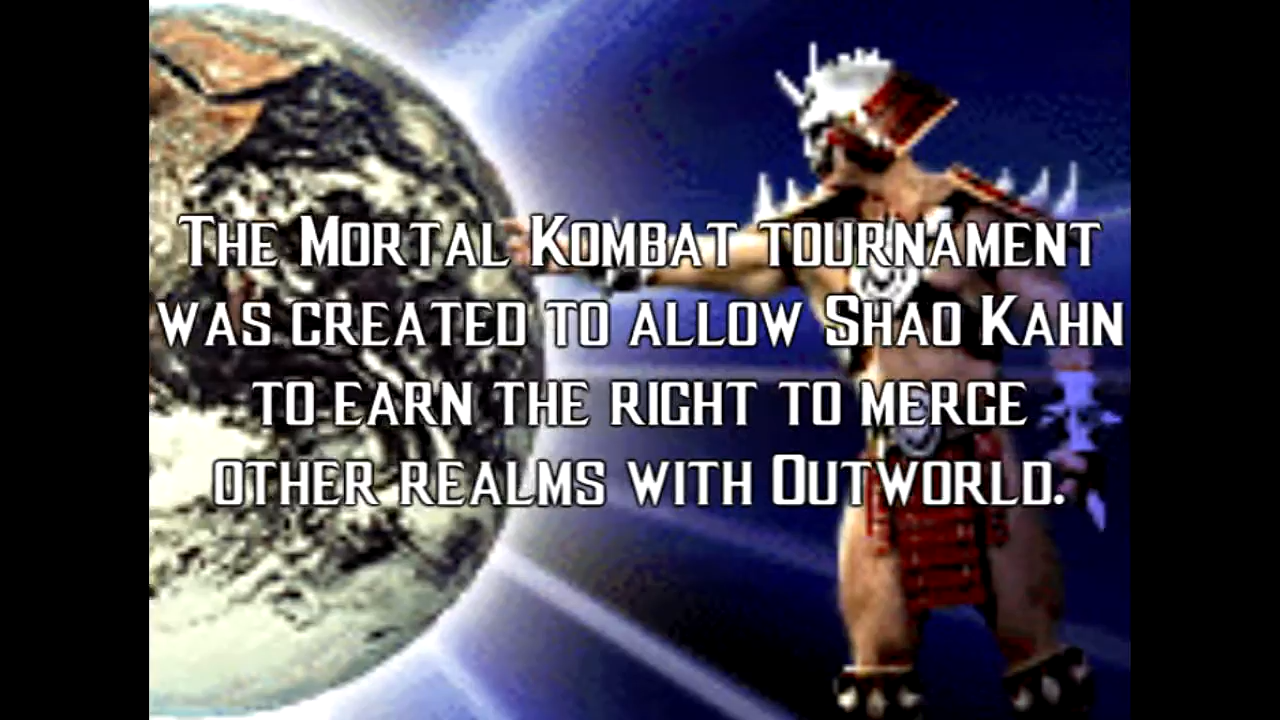 The Mortal Kombat tournament
was created to allow Shao Kahn
to earn the right to merge
other realms with Outworld.